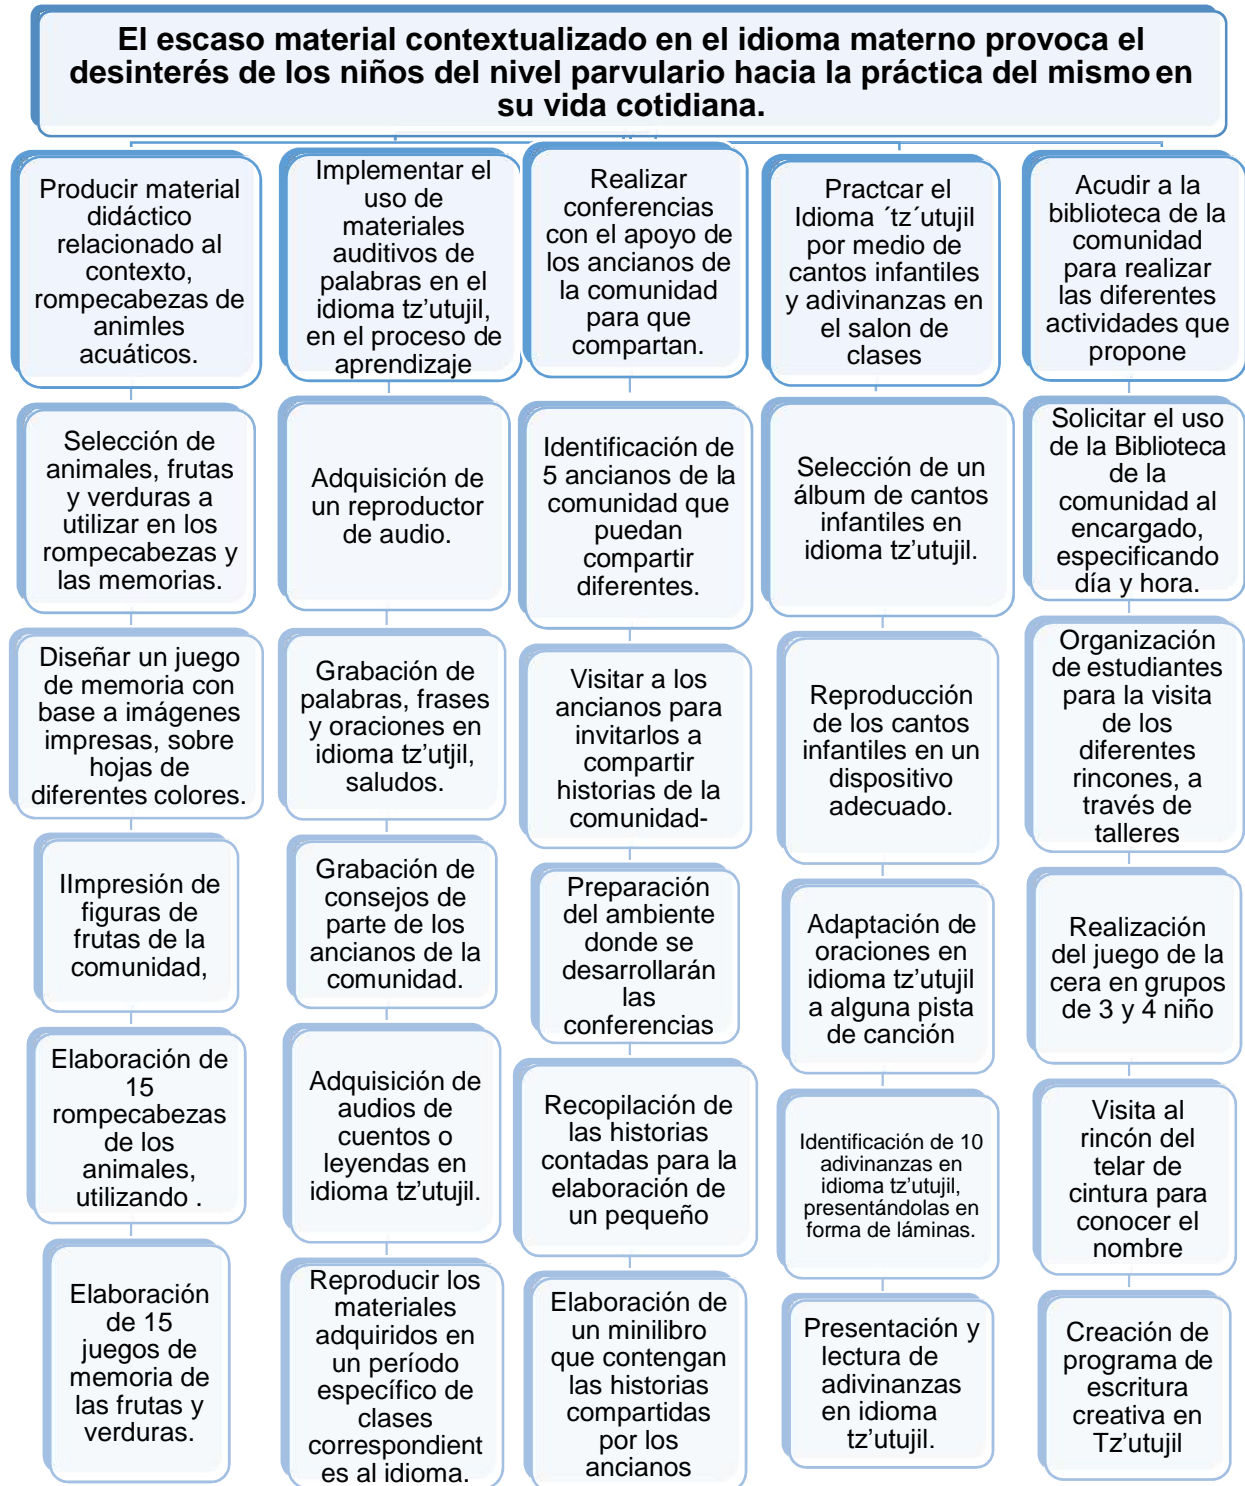 El escaso material contextualizado en el idioma materno provoca el
desinterés de los niños del nivel parvulario hacia la práctica del mismo en
su vida cotidiana.
Producir material
didáctico
relacionado al
contexto,
rompecabezas de
animles
acuáticos.
Selección de
animales, frutas
y verduras a
utilizar en los
rompecabezas y
las memorias.
Diseñar un juego
de memoria con
base a imágenes
impresas, sobre
hojas de
diferentes colores.
IImpresión de
figuras de
frutas de la
comunidad,
Elaboración de
15
rompecabezas
de los
animales,
utilizando .
Elaboración
de 15
juegos de
memoria de
las frutas y
verduras.
Implementar el
uso de
materiales
auditivos de
palabras en el
idioma tz’utujil,
en el proceso de
aprendizaje
Adquisición de
un reproductor
de audio.
Grabación de
palabras, frases
y oraciones en
idioma tz’utjil,
saludos.
Grabación de
consejos de
parte de los
ancianos de la
comunidad.
Adquisición de
audios de
cuentos o
leyendas en
idioma tz’utujil.
Reproducir los
materiales
adquiridos en
un período
específico de
clases
correspondient
es al idioma.
Realizar
conferencias
con el apoyo de
los ancianos de
la comunidad
para que
compartan.
Identificación de
5 ancianos de la
comunidad que
puedan
compartir
diferentes.
Visitar a los
ancianos para
invitarlos a
compartir
historias de la
comunidad-
Preparación
del ambiente
donde se
desarrollarán
las
conferencias
Recopilación de
las historias
contadas para la
elaboración de
un pequeño
Elaboración de
un minilibro
que contengan
las historias
compartidas
por los
ancianos
Practcar el
Idioma ´tz´utujil
por medio de
cantos infantiles
y adivinanzas en
el salon de
clases
Selección de un
álbum de cantos
infantiles en
idioma tz’utujil.
Reproducción
de los cantos
infantiles en un
dispositivo
adecuado.
Adaptación de
oraciones en
idioma tz’utujil
a alguna pista
de canción
Identificación de 10
adivinanzas en
idioma tz’utujil,
presentándolas en
forma de láminas.
Presentación y
lectura de
adivinanzas
en idioma
tz’utujil.
Acudir a la
biblioteca de la
comunidad
para realizar
las diferentes
actividades que
propone
Solicitar el uso
de la Biblioteca
de la
comunidad al
encargado,
especificando
día y hora.
Organización
de estudiantes
para la visita
de los
diferentes
rincones, a
través de
talleres
Realización
del juego de la
cera en grupos
de 3 y 4 niño
Visita al
rincón del
telar de
cintura para
conocer el
nombre
Creación de
programa de
escritura
creativa en
Tz’utujil